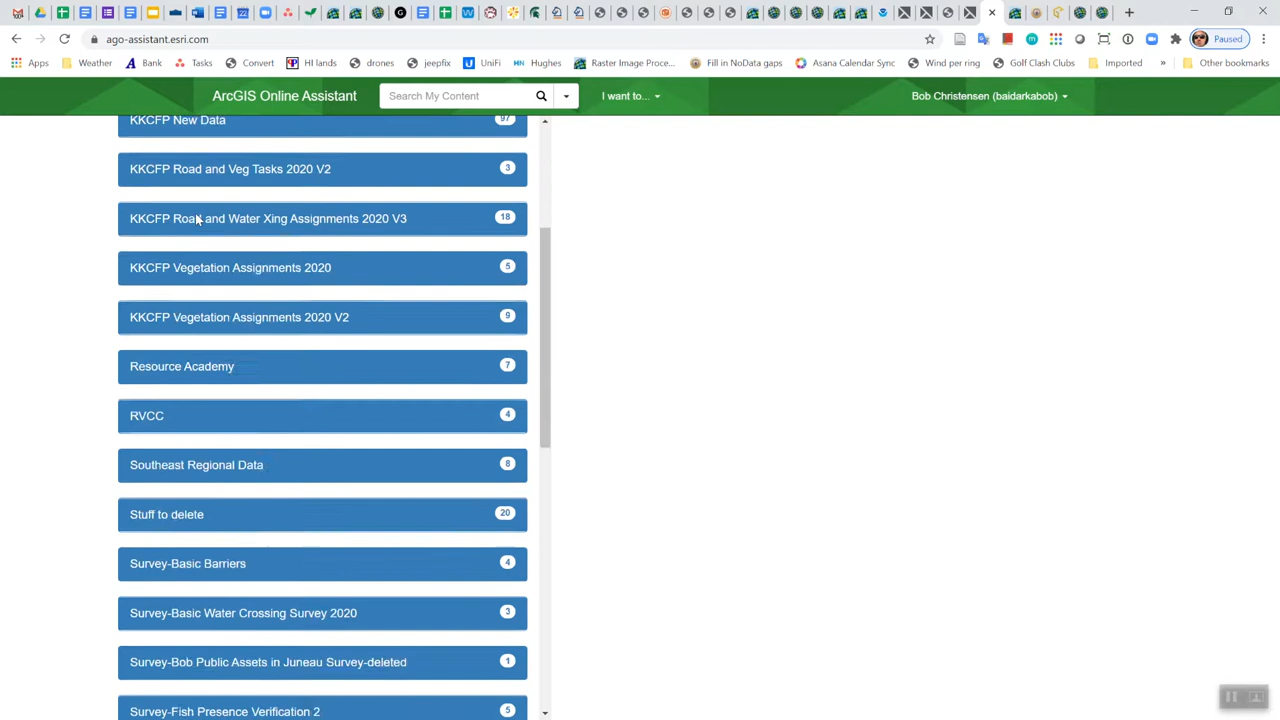 22
ago-assistant.esri.com
Paused
Apps Weather Bank Tasks Convert HI lands drones jeepfix UniFi HN Hughes Raster Image Proce... Fill in NoData gaps Asana Calendar Sync Wind per ring Golf Clash Clubs Imported » Other bookmarks
ArcGIS Online Assistant Search My Content I want to... Bob Christensen (baidarkabob)
KKCFP New Data 97
KKCFP Road and Veg Tasks 2020 V2 3
KKCFP Road and Water Xing Assignments 2020 V3 18
KKCFP Vegetation Assignments 2020 5
KKCFP Vegetation Assignments 2020 V2 9
Resource Academy 7
RVCC 4
Southeast Regional Data 8
Stuff to delete 20
Survey-Basic Barriers 4
Survey-Basic Water Crossing Survey 2020 3
Survey-Bob Public Assets in Juneau Survey-deleted 1
Survey-Fish Presence Verification 2 5